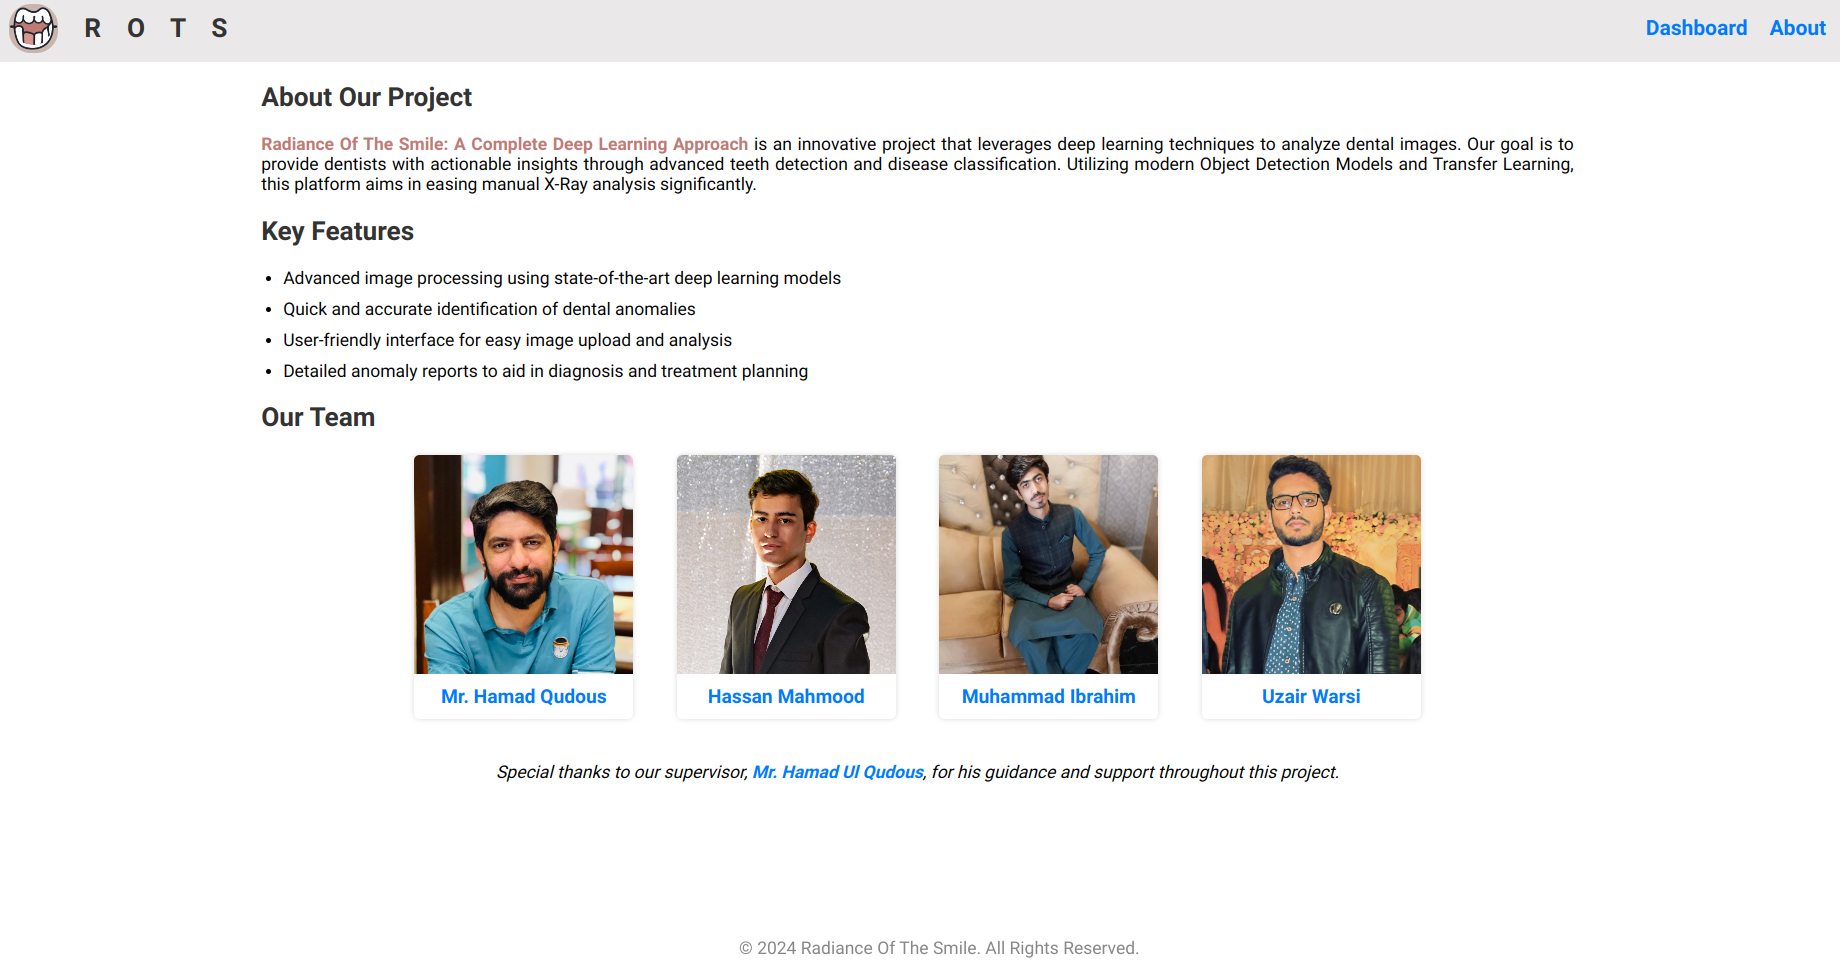 R O T S
Dashboard About
About Our Project
Radiance Of The Smile: A Complete Deep Learning Approach is an innovative project that leverages deep learning techniques to analyze dental images. Our goal is to
provide dentists with actionable insights through advanced teeth detection and disease classification. Utilizing modern Object Detection Models and Transfer Learning,
this platform aims in easing manual X-Ray analysis significantly.
Key Features
• Advanced image processing using state-of-the-art deep learning models
• Quick and accurate identification of dental anomalies
• User-friendly interface for easy image upload and analysis
• Detailed anomaly reports to aid in diagnosis and treatment planning
Our Team
Mr. Hamad Qudous
Hassan Mahmood
Muhammad Ibrahim
Uzair Warsi
Special thanks to our supervisor, Mr. Hamad Ul Qudous, for his guidance and support throughout this project.
© 2024 Radiance Of The Smile. All Rights Reserved.